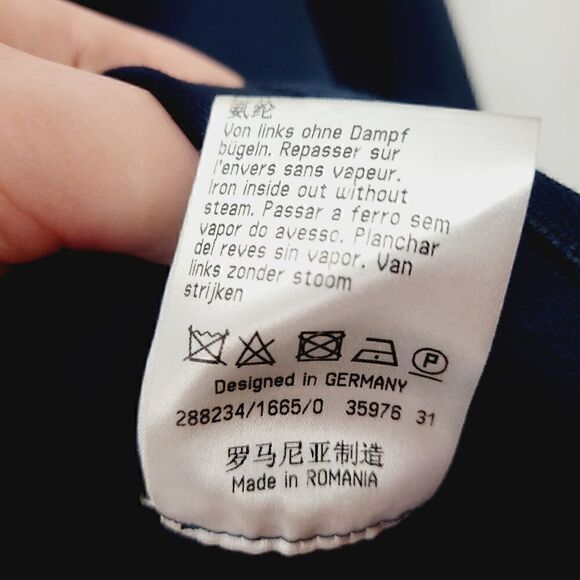 氨纶
Von links ohne Dampf
bügeln. Repasser sur
l'envers sans vapeur.
Iron inside out without
steam. Passar a ferro sem
vapor do avesso. Planchar
del reves sin vapor. Van
links zonder stoom
strijken
P
Designed in GERMANY
288234/1665/0 35976 31
罗马尼亚制造
Made in ROMANIA